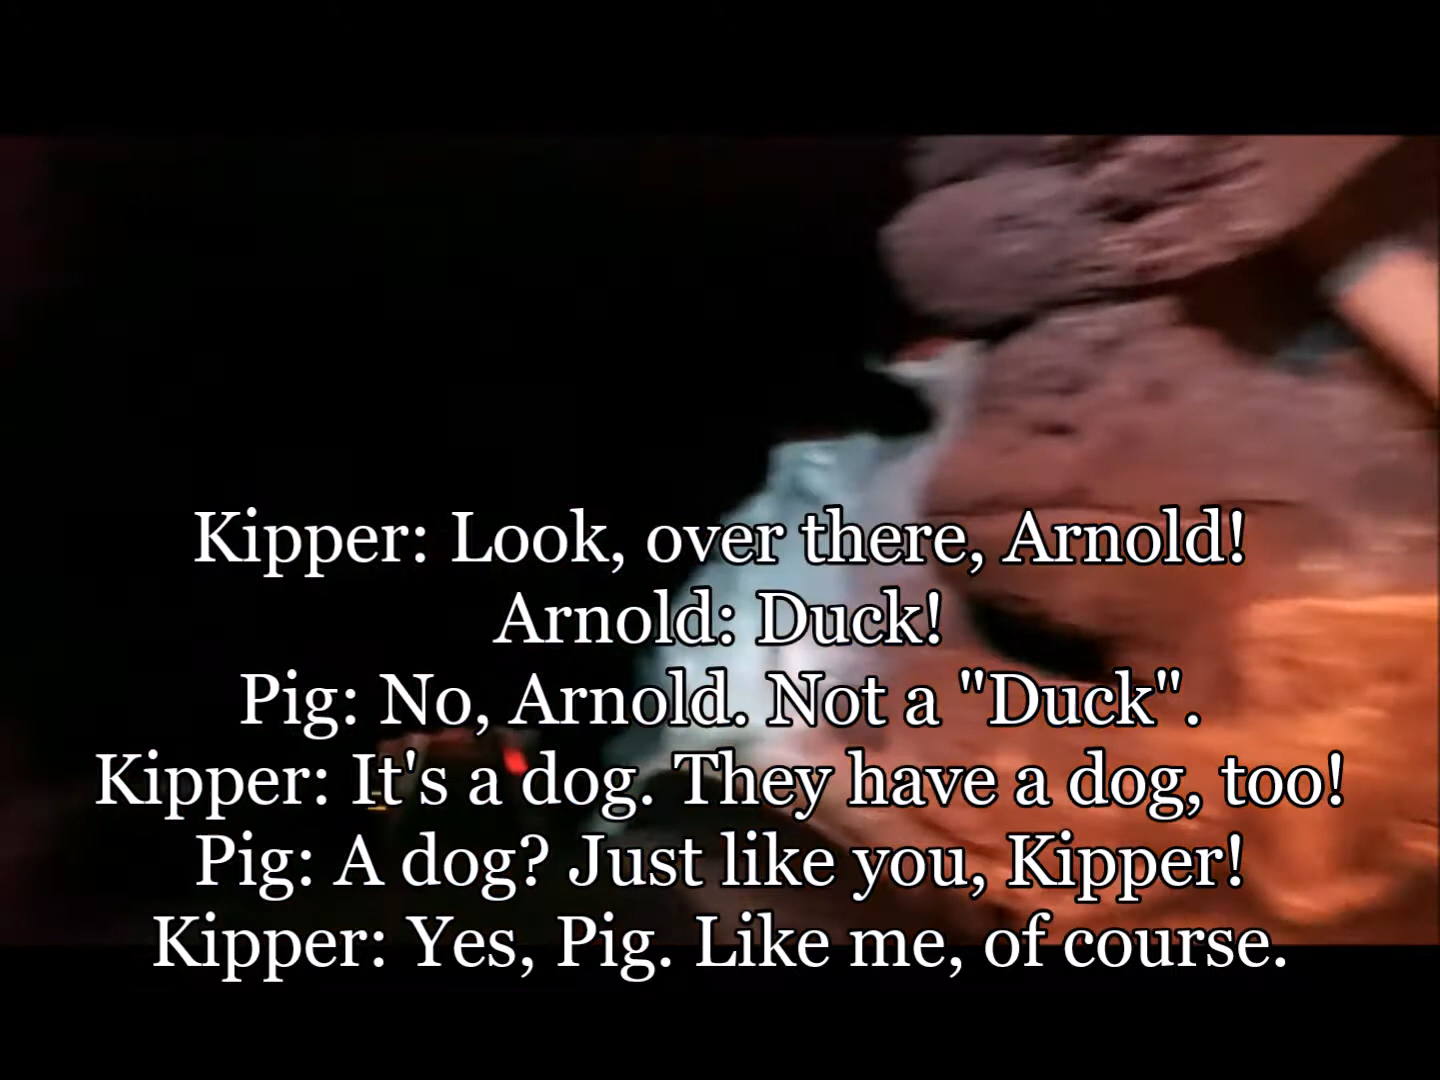 Kipper: Look, over there, Arnold!
Arnold: Duck!
Pig: No, Arnold. Not a "Duck".
Kipper: It's a dog. They have a dog, too!
Pig: A dog? Just like you, Kipper!
Kipper: Yes, Pig. Like me, of course.